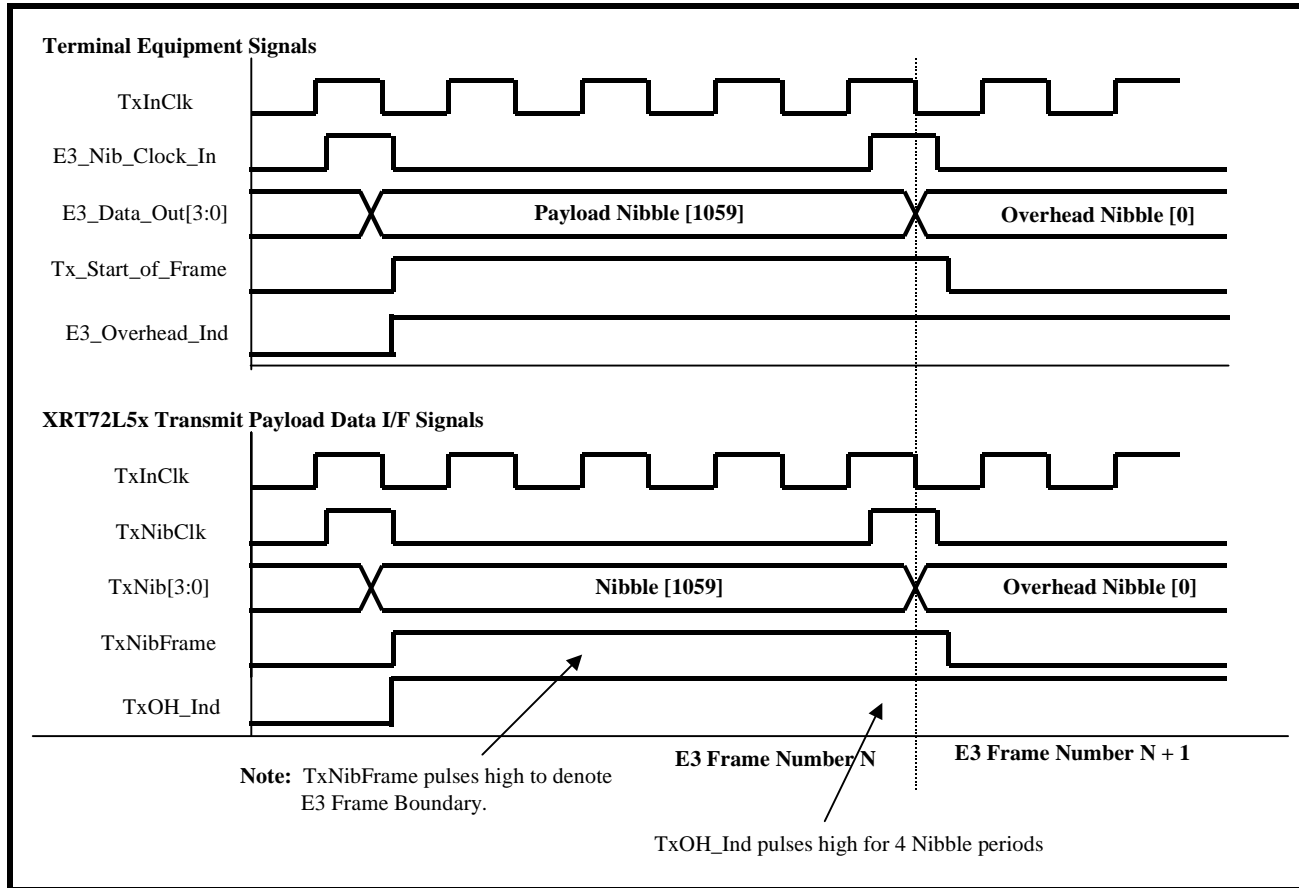 Terminal Equipment Signals
TxInClk
E3_Nib_Clock_In
E3_Data_Out[3:0]
Payload Nibble [1059]
Overhead Nibble [0]
Tx_Start_of_Frame
E3_Overhead_Ind
XRT72L5x Transmit Payload Data I/F Signals
TxInClk
TxNibClk
TxNib[3:0]
Nibble [1059]
Overhead Nibble [0]
TxNibFrame
TxOH_Ind
E3 Frame Number N
E3 Frame Number N + 1
Note: TxNibFrame pulses high to denote
E3 Frame Boundary.
TxOH_Ind pulses high for 4 Nibble periods